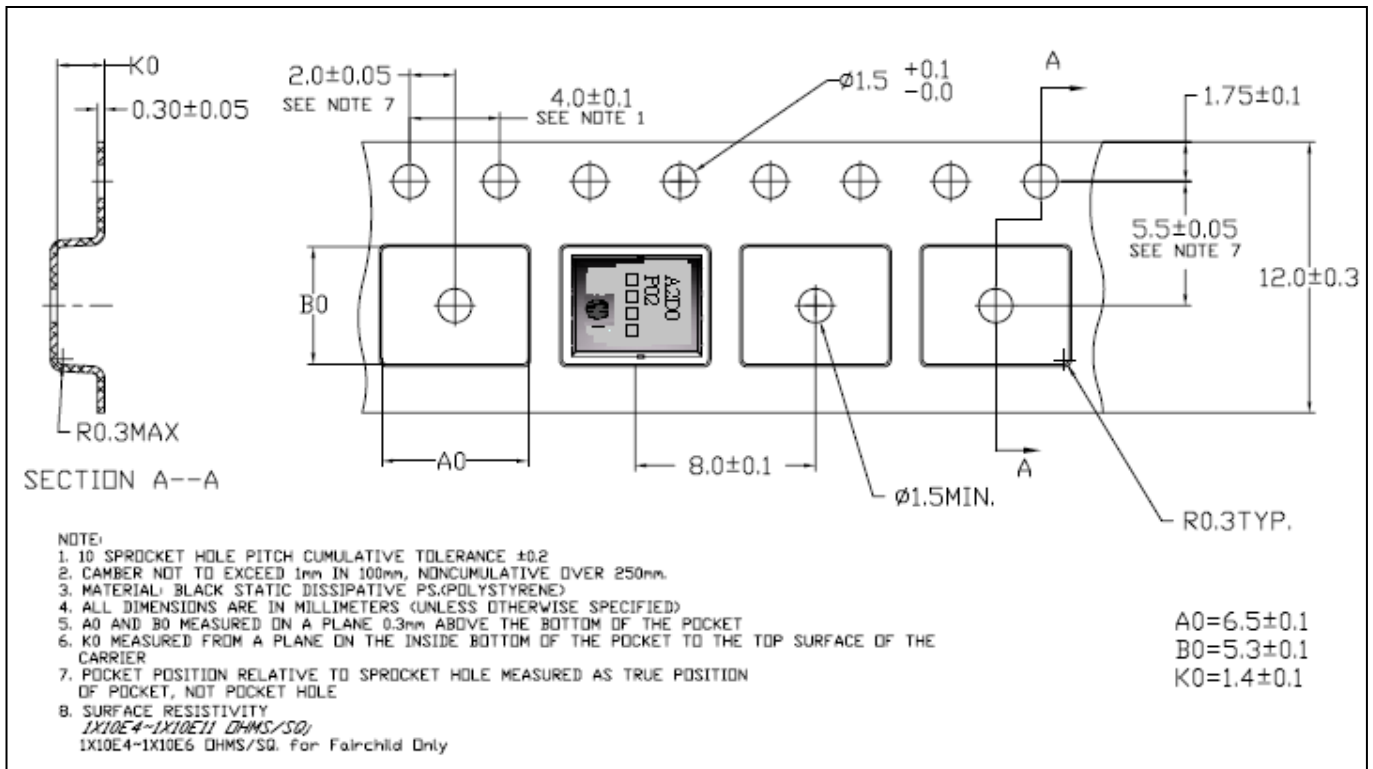 K0
0.30±0.05
2.0±0.05
SEE NOTE 7
4.0±0.1
SEE NOTE 1
Ø1.5 +0.1 -0.0
A
1.75±0.1
5.5±0.05
SEE NOTE 7
12.0±0.3
B0
A2D0
F02
□□□□
R0.3MAX
A0
8.0±0.1
A
Ø1.5MIN.
R0.3TYP.
SECTION A--A
NOTE:
1. 10 SPROCKET HOLE PITCH CUMULATIVE TOLERANCE ±0.2
2. CAMBER NOT TO EXCEED 1mm IN 100mm, NONCUMULATIVE OVER 250mm.
3. MATERIAL: BLACK STATIC DISSIPATIVE PS.(POLYSTYRENE)
4. ALL DIMENSIONS ARE IN MILLIMETERS (UNLESS OTHERWISE SPECIFIED)
5. A0 AND B0 MEASURED ON A PLANE 0.3mm ABOVE THE BOTTOM OF THE POCKET
6. K0 MEASURED FROM A PLANE ON THE INSIDE BOTTOM OF THE POCKET TO THE TOP SURFACE OF THE
CARRIER
7. POCKET POSITION RELATIVE TO SPROCKET HOLE MEASURED AS TRUE POSITION
OF POCKET, NOT POCKET HOLE
8. SURFACE RESISTIVITY
1X10E4~1X10E11 OHMS/SQ;
1X10E4~1X10E6 OHMS/SQ. for Fairchild Only
A0=6.5±0.1
B0=5.3±0.1
K0=1.4±0.1